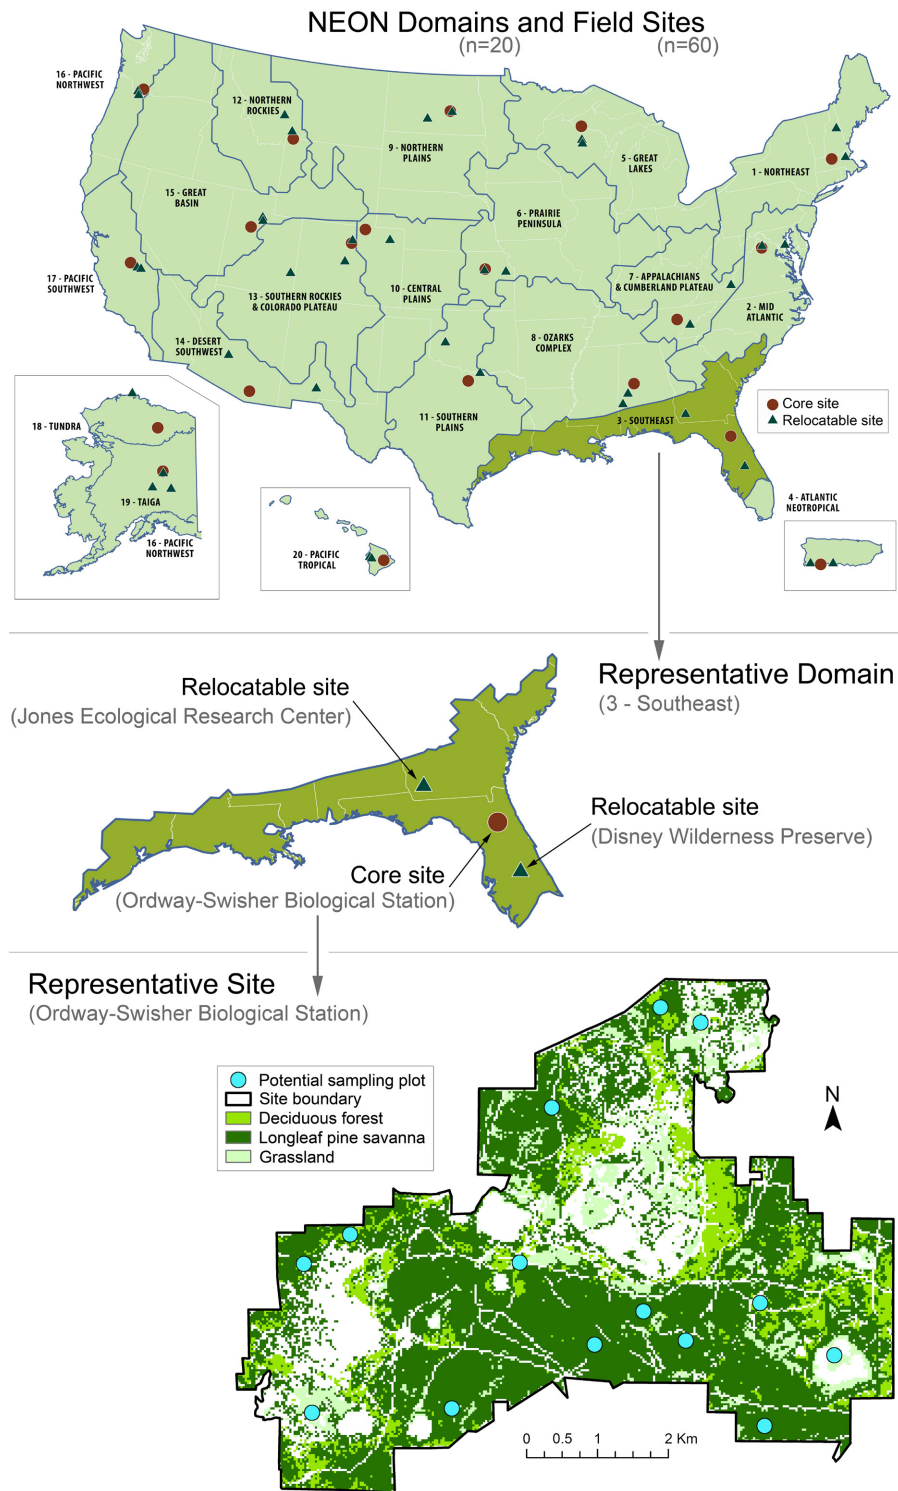 NEON Domains and Field Sites
(n=20)
(n=60)
16 - PACIFIC
NORTHWEST
12 - NORTHERN
ROCKIES
9 - NORTHERN
PLAINS
5 - GREAT
LAKES
1 - NORTHEAST
15 - GREAT
BASIN
6 - PRAIRIE
PENINSULA
17 - PACIFIC
SOUTHWEST
13 - SOUTHERN ROCKIES
& COLORADO PLATEAU
10 - CENTRAL
PLAINS
7 - APPALACHIANS
& CUMBERLAND PLATEAU
2 - MID
ATLANTIC
14 - DESERT
SOUTHWEST
8 - OZARKS
COMPLEX
11 - SOUTHERN
PLAINS
3 - SOUTHEAST
Core site
Relocatable site
18 - TUNDRA
19 - TAIGA
16 - PACIFIC
NORTHWEST
20 - PACIFIC
TROPICAL
4 - ATLANTIC
NEOTROPICAL
Representative Domain
(3 - Southeast)
Relocatable site
(Jones Ecological Research Center)
Relocatable site
(Disney Wilderness Preserve)
Core site
(Ordway-Swisher Biological Station)
Representative Site
(Ordway-Swisher Biological Station)
Potential sampling plot
Site boundary
Deciduous forest
Longleaf pine savanna
Grassland
N
0 0.5 1 2 Km